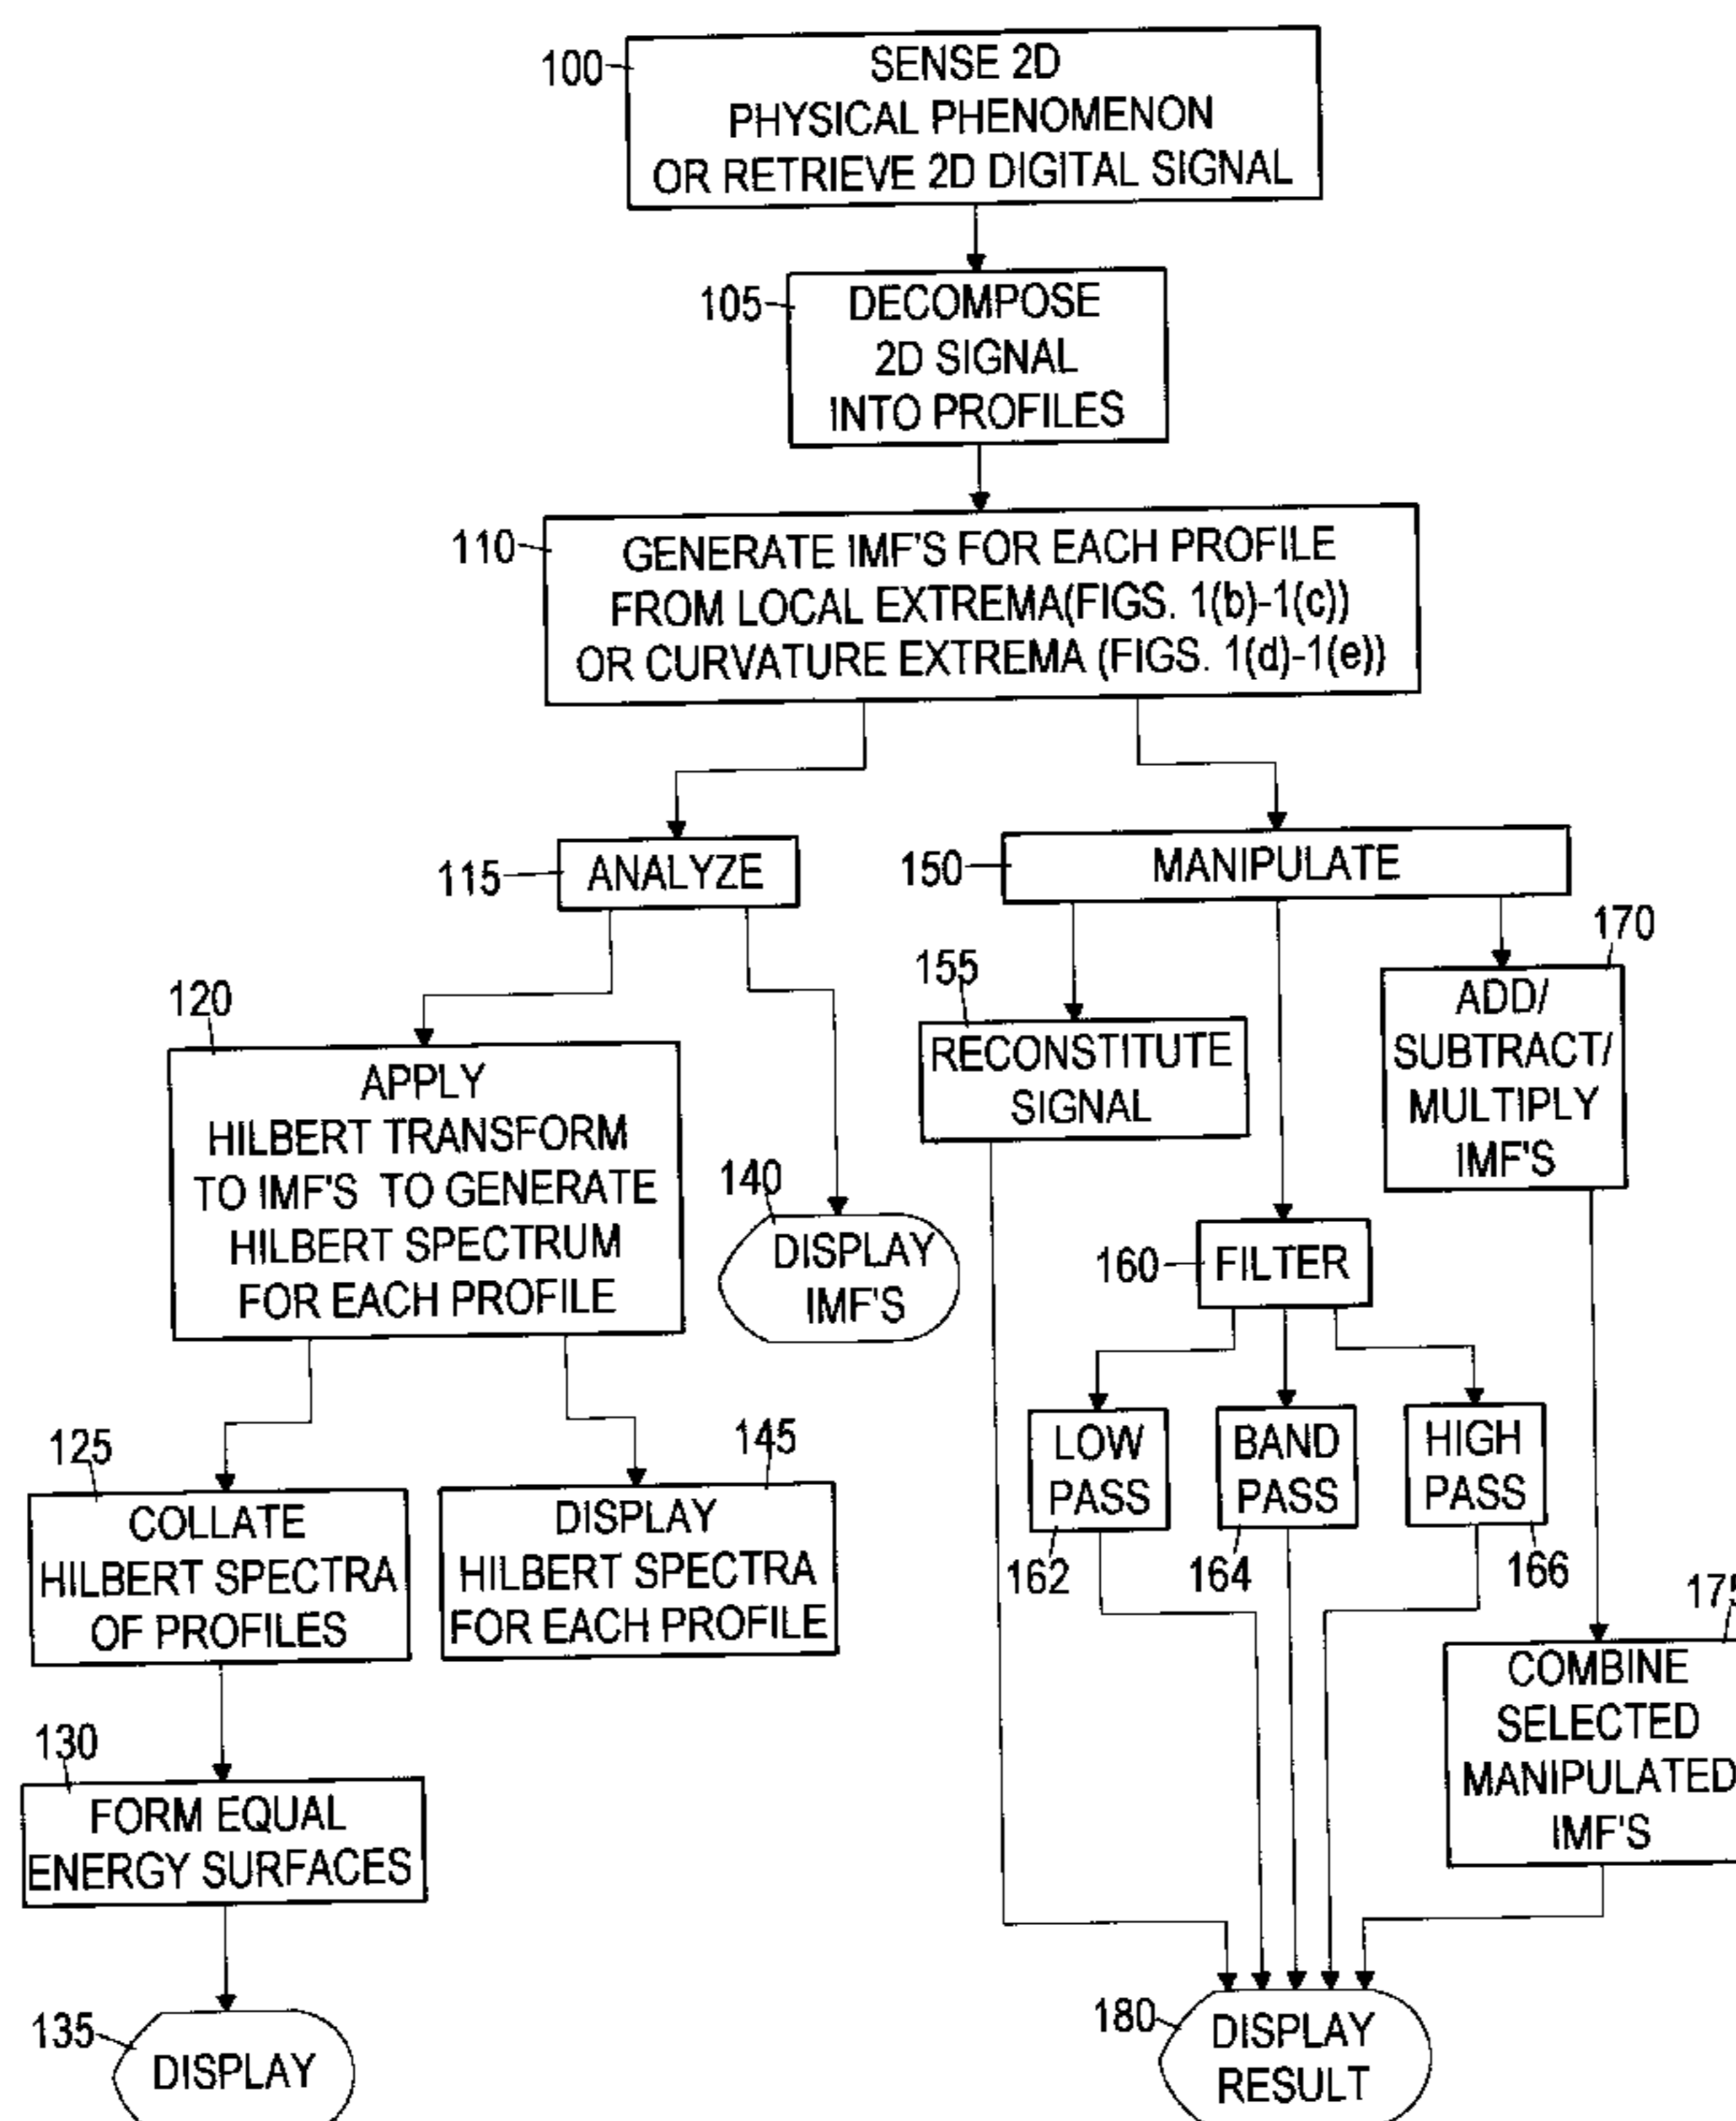 100
SENSE 2D
PHYSICAL PHENOMENON
OR RETRIEVE 2D DIGITAL SIGNAL
105
DECOMPOSE
2D SIGNAL
INTO PROFILES
110
GENERATE IMF'S FOR EACH PROFILE
FROM LOCAL EXTREMA(FIGS. 1(b)-1(c))
OR CURVATURE EXTREMA (FIGS. 1(d)-1(e))
115
ANALYZE
150
MANIPULATE
120
APPLY
HILBERT TRANSFORM
TO IMF'S TO GENERATE
HILBERT SPECTRUM
FOR EACH PROFILE
140
DISPLAY
IMF'S
155
RECONSTITUTE
SIGNAL
170
ADD/
SUBTRACT/
MULTIPLY
IMF'S
160
FILTER
LOW
PASS
162
BAND
PASS
164
HIGH
PASS
166
125
COLLATE
HILBERT SPECTRA
OF PROFILES
145
DISPLAY
HILBERT SPECTRA
FOR EACH PROFILE
175
COMBINE
SELECTED
MANIPULATED
IMF'S
130
FORM EQUAL
ENERGY SURFACES
135
DISPLAY
180
DISPLAY
RESULT